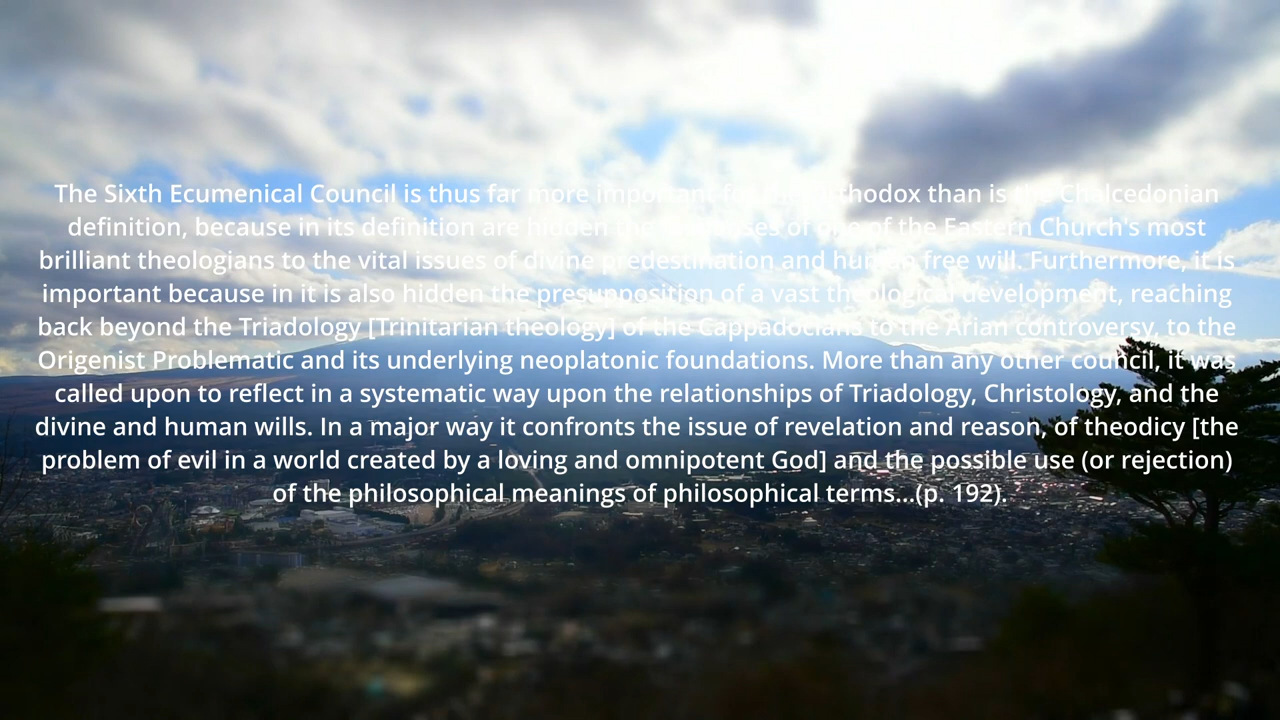 The Sixth Ecumenical Council is thus far more important for the Orthodox than is the Chalcedonian
definition, because in its definition are hidden the responses of one of the Eastern Church's most
brilliant theologians to the vital issues of divine predestination and human free will. Furthermore, it is
important because in it is also hidden the presupposition of a vast theological development, reaching
back beyond the Triadology [Trinitarian theology] of the Cappadocians to the Arian controversy, to the
Origenist Problematic and its underlying neoplatonic foundations. More than any other council, it was
called upon to reflect in a systematic way upon the relationships of Triadology, Christology, and the
divine and human wills. In a major way it confronts the issue of revelation and reason, of theodicy [the
problem of evil in a world created by a loving and omnipotent God] and the possible use (or rejection)
of the philosophical meanings of philosophical terms...(p. 192).